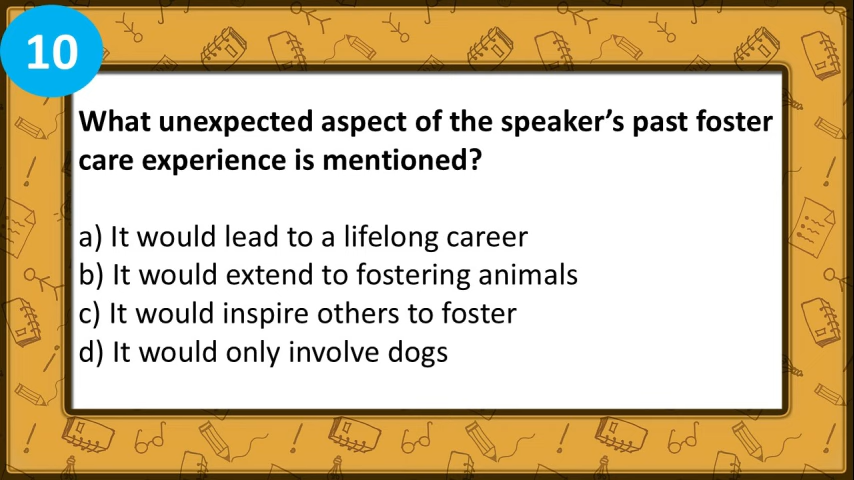 10
What unexpected aspect of the speaker’s past foster
care experience is mentioned?
a) It would lead to a lifelong career
b) It would extend to fostering animals
c) It would inspire others to foster
d) It would only involve dogs